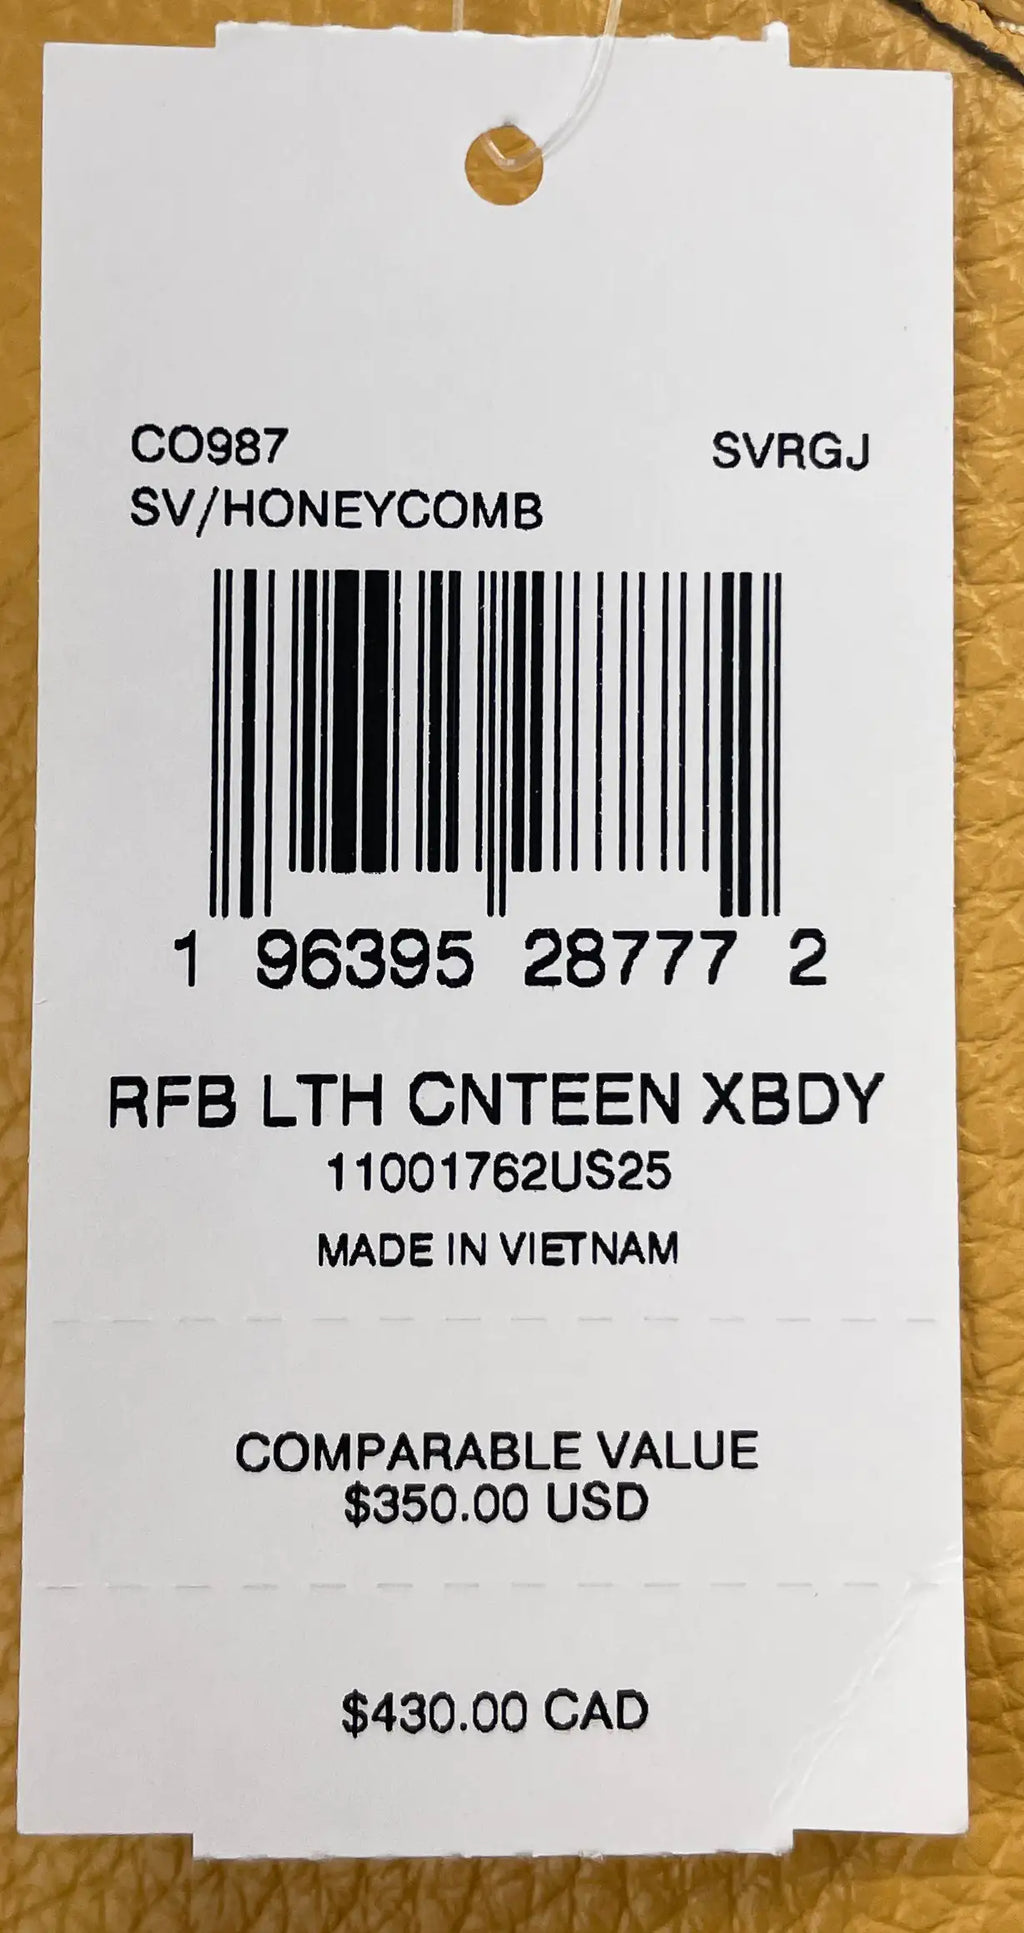 CO987 SVRGJ
SV/HONEYCOMB
1 96395 28777 2
RFB LTH CNTEEN XBDY
11001762US25
MADE IN VIETNAM
COMPARABLE VALUE
$350.00 USD
$430.00 CAD